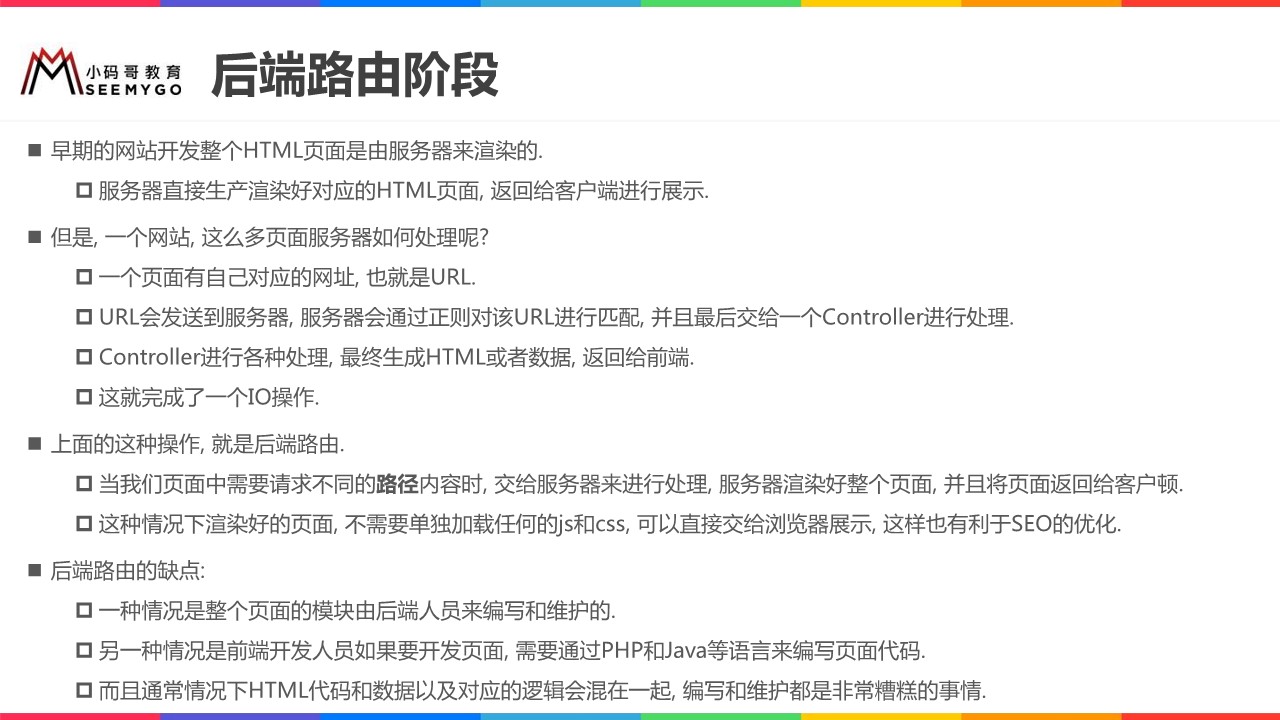 小码哥教育
SEEMYGO
后端路由阶段
早期的网站开发整个HTML页面是由服务器来渲染的.
服务器直接生产渲染好对应的HTML页面, 返回给客户端进行展示.
但是, 一个网站, 这么多页面服务器如何处理呢?
一个页面有自己对应的网址, 也就是URL.
URL会发送到服务器, 服务器会通过正则对该URL进行匹配, 并且最后交给一个Controller进行处理.
Controller进行各种处理, 最终生成HTML或者数据, 返回给前端.
这就完成了一个IO操作.
上面的这种操作, 就是后端路由.
当我们页面中需要请求不同的路径内容时, 交给服务器来进行处理, 服务器渲染好整个页面, 并且将页面返回给客户顿.
这种情况下渲染好的页面, 不需要单独加载任何的js和css, 可以直接交给浏览器展示, 这样也有利于SEO的优化.
后端路由的缺点:
一种情况是整个页面的模块由后端人员来编写和维护的.
另一种情况是前端开发人员如果要开发页面, 需要通过PHP和Java等语言来编写页面代码.
而且通常情况下HTML代码和数据以及对应的逻辑会混在一起, 编写和维护都是非常糟糕的事情.